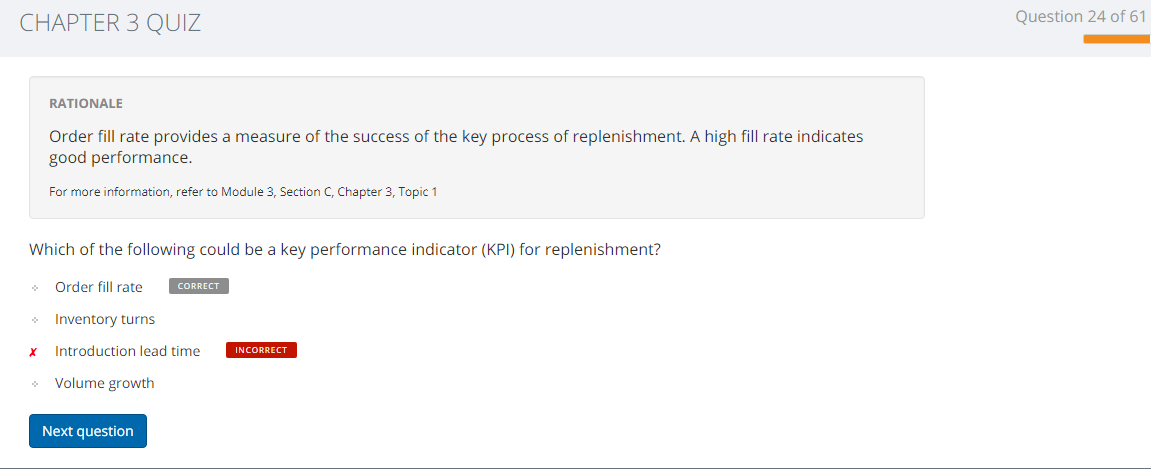 CHAPTER 3 QUIZ
Question 24 of 61
RATIONALE
Order fill rate provides a measure of the success of the key process of replenishment. A high fill rate indicates
good performance.
For more information, refer to Module 3, Section C, Chapter 3, Topic 1
Which of the following could be a key performance indicator (KPI) for replenishment?
Order fill rate CORRECT
Inventory turns
✗ Introduction lead time INCORRECT
Volume growth
Next question